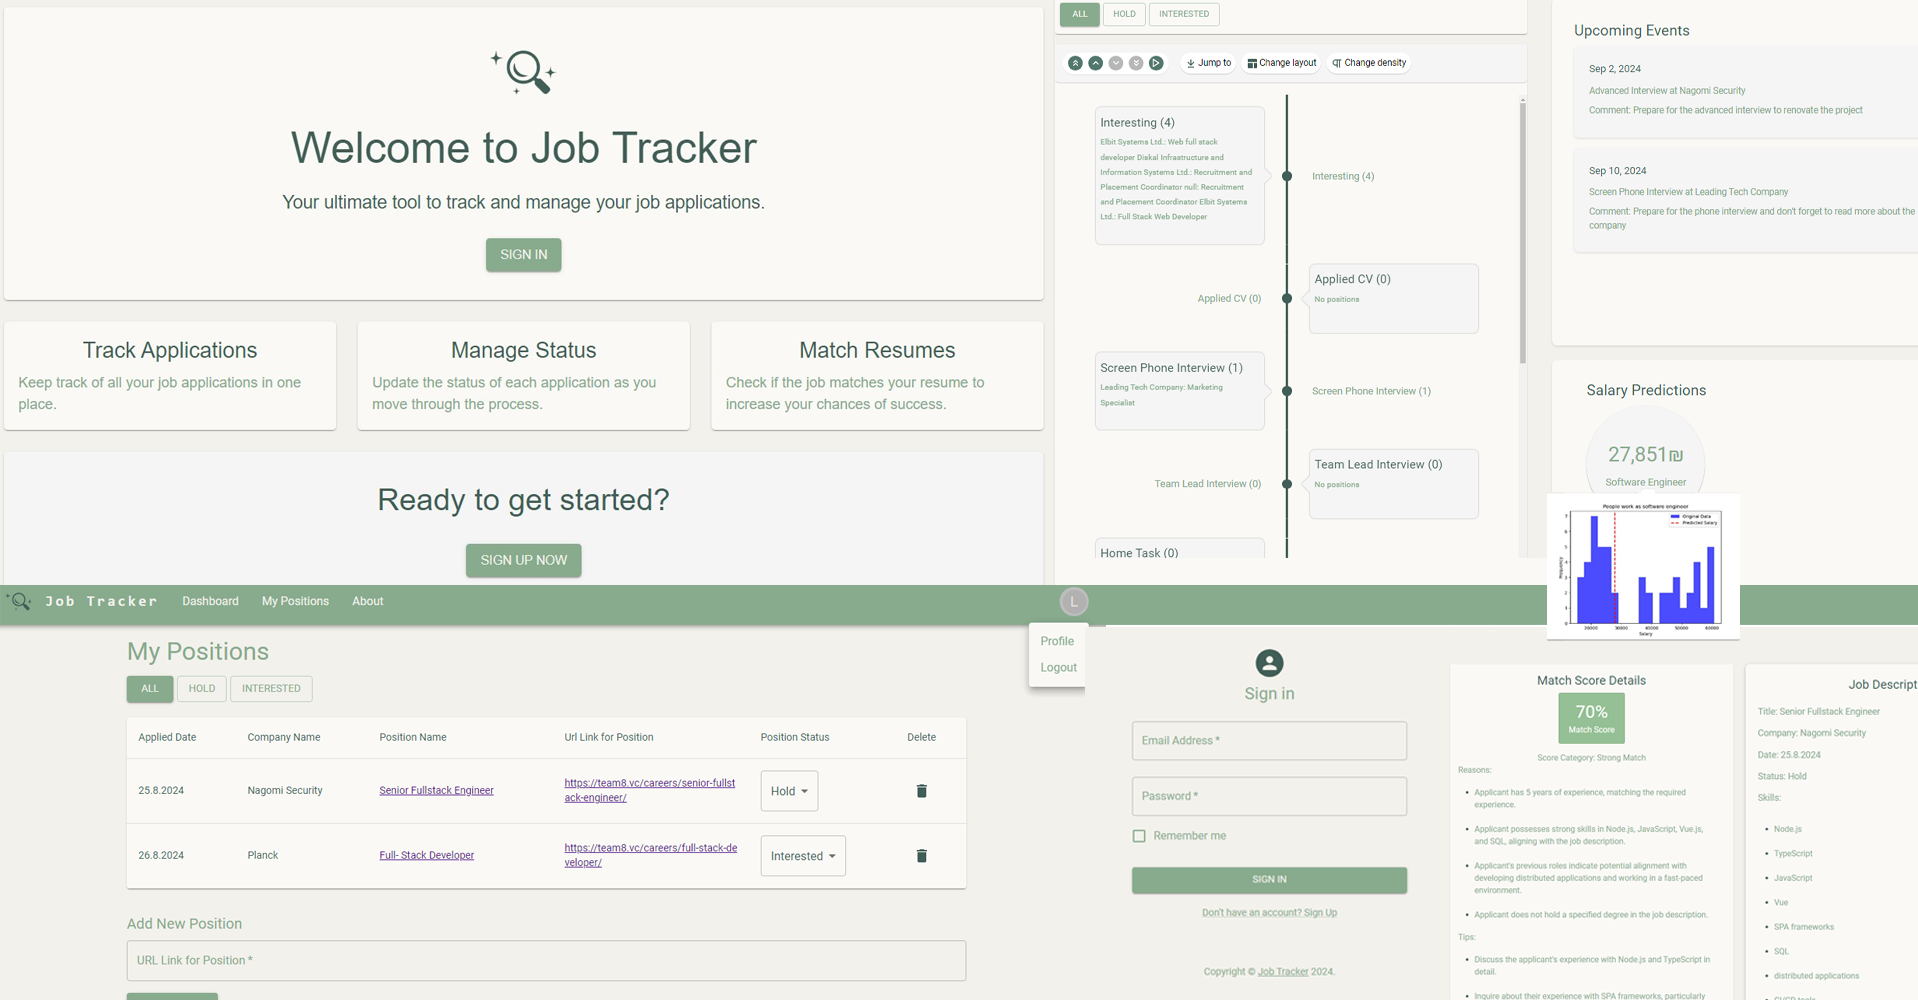 Welcome to Job Tracker
Your ultimate tool to track and manage your job applications.
SIGN IN
Track Applications
Keep track of all your job applications in one
place.
Manage Status
Update the status of each application as you
move through the process.
Match Resumes
Check if the job matches your resume to
increase your chances of success.
Ready to get started?
SIGN UP NOW
ALL
HOLD
INTERESTED
Jump to
Change layout
Change density
Interesting (4)
Elbit Systems Ltd.: Web full stack
developer Diskal Infrastructure and
Information Systems Ltd.: Recruitment and
Placement Coordinator null: Recruitment
and Placement Coordinator Elbit Systems
Ltd.: Full Stack Web Developer
Interesting (4)
Applied CV (0)
Applied CV (0)
No positions
Screen Phone Interview (1)
Leading Tech Company: Marketing
Specialist
Screen Phone Interview (1)
Team Lead Interview (0)
Team Lead Interview (0)
No positions
Home Task (0)
Upcoming Events
Sep 2, 2024
Advanced Interview at Nagomi Security
Comment: Prepare for the advanced interview to renovate the project
Sep 10, 2024
Screen Phone Interview at Leading Tech Company
Comment: Prepare for the phone interview and don't forget to read more about the
company
Salary Predictions
27,851₪
Software Engineer
People work as software engineer
Original Data
Predicted Salary
Frequency
7
6
5
4
3
2
1
0
20000
30000
40000
50000
60000
Salary
Job Tracker
Dashboard
My Positions
About
L
Profile
Logout
My Positions
ALL
HOLD
INTERESTED
Applied Date
Company Name
Position Name
Url Link for Position
Position Status
Delete
25.8.2024
Nagomi Security
Senior Fullstack Engineer
https://team8.vc/careers/senior-fullst
ack-engineer/
Hold
26.8.2024
Planck
Full- Stack Developer
https://team8.vc/careers/full-stack-de
veloper/
Interested
Add New Position
URL Link for Position *
Sign in
Email Address *
Password *
Remember me
SIGN IN
Don't have an account? Sign Up
Copyright © Job Tracker 2024.
Match Score Details
70%
Match Score
Score Category: Strong Match
Reasons:
• Applicant has 5 years of experience, matching the required
experience.
• Applicant possesses strong skills in Node.js, JavaScript, Vue.js,
and SQL, aligning with the job description.
• Applicant's previous roles indicate potential alignment with
developing distributed applications and working in a fast-paced
environment.
• Applicant does not hold a specified degree in the job description.
Tips:
• Discuss the applicant's experience with Node.js and TypeScript in
detail.
• Inquire about their experience with SPA frameworks, particularly
Job Descript
Title: Senior Fullstack Engineer
Company: Nagomi Security
Date: 25.8.2024
Status: Hold
Skills:
• Node.js
• TypeScript
• JavaScript
• Vue
• SPA frameworks
• SQL
• distributed applications